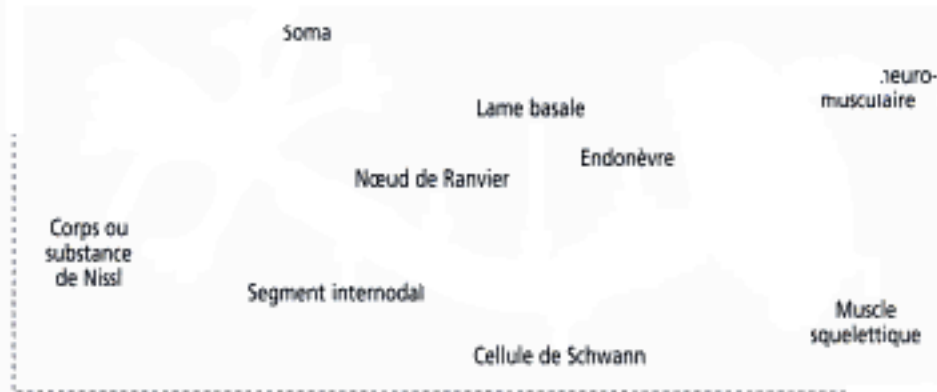 Soma
neuro-
musculaire
Lame basale
Endonèvre
Nœud de Ranvier
Corps ou
substance
de Nissl
Segment internodal
Muscle
squelettique
Cellule de Schwann